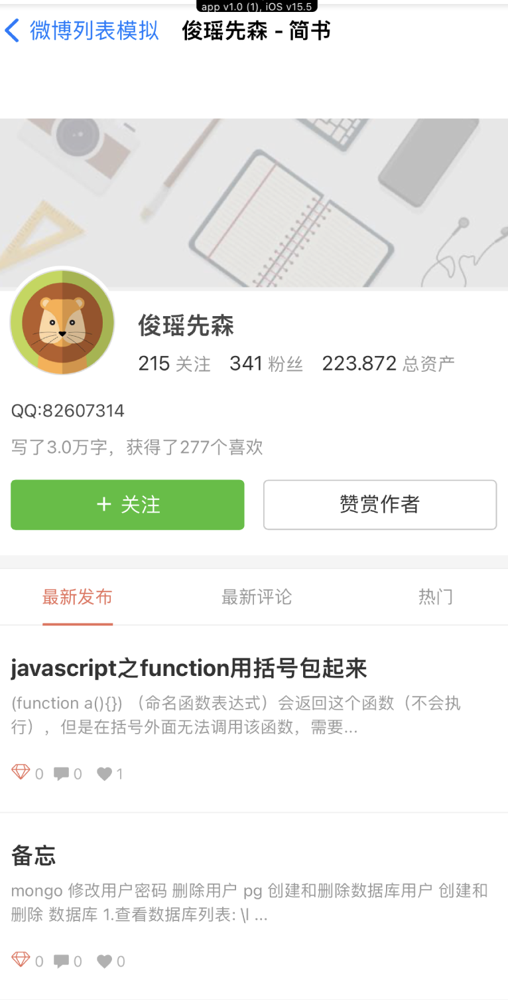 app v1.0 (1), iOS v15.5
微博列表模拟 俊瑶先森 - 简书
俊瑶先森
215 关注 341 粉丝 223.872 总资产
QQ:82607314
写了3.0万字，获得了277个喜欢
+ 关注 赞赏作者
最新发布 最新评论 热门
javascript之function用括号包起来
(function a(){}) （命名函数表达式）会返回这个函数（不会执
行），但是在括号外面无法调用该函数，需要...
0 0 1
备忘
mongo 修改用户密码 删除用户 pg 创建和删除数据库用户 创建和
删除 数据库 1.查看数据库列表: \l ...
0 0 0